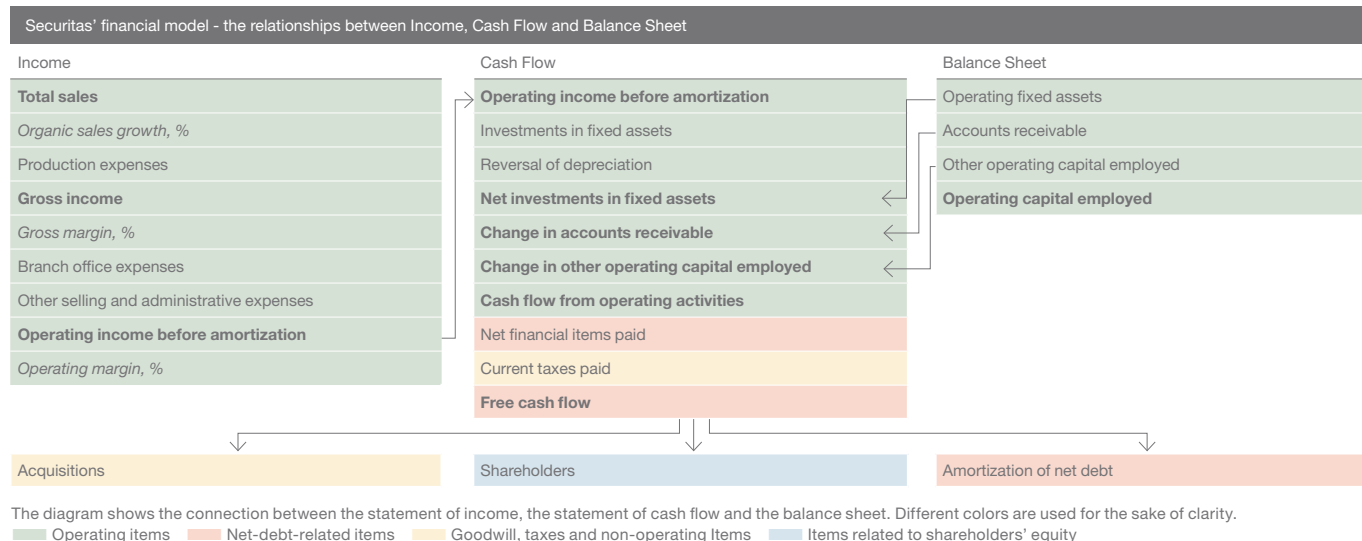 Securitas' financial model - the relationships between Income, Cash Flow and Balance Sheet
Income
Total sales
Organic sales growth, %
Production expenses
Gross income
Gross margin, %
Branch office expenses
Other selling and administrative expenses
Operating income before amortization
Operating margin, %
Cash Flow
Operating income before amortization
Investments in fixed assets
Reversal of depreciation
Net investments in fixed assets
Change in accounts receivable
Change in other operating capital employed
Cash flow from operating activities
Net financial items paid
Current taxes paid
Free cash flow
Balance Sheet
Operating fixed assets
Accounts receivable
Other operating capital employed
Operating capital employed
Acquisitions
Shareholders
Amortization of net debt
The diagram shows the connection between the statement of income, the statement of cash flow and the balance sheet. Different colors are used for the sake of clarity.
Operating items Net-debt-related items Goodwill, taxes and non-operating Items Items related to shareholders' equity